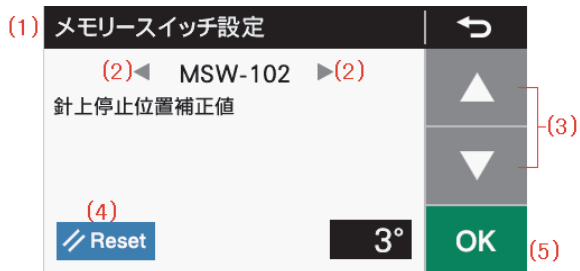 (1) メモリースイッチ設定
(2) MSW-102 (2)
針上停止位置補正値
(3)
(4)
Reset
3°
OK
(5)